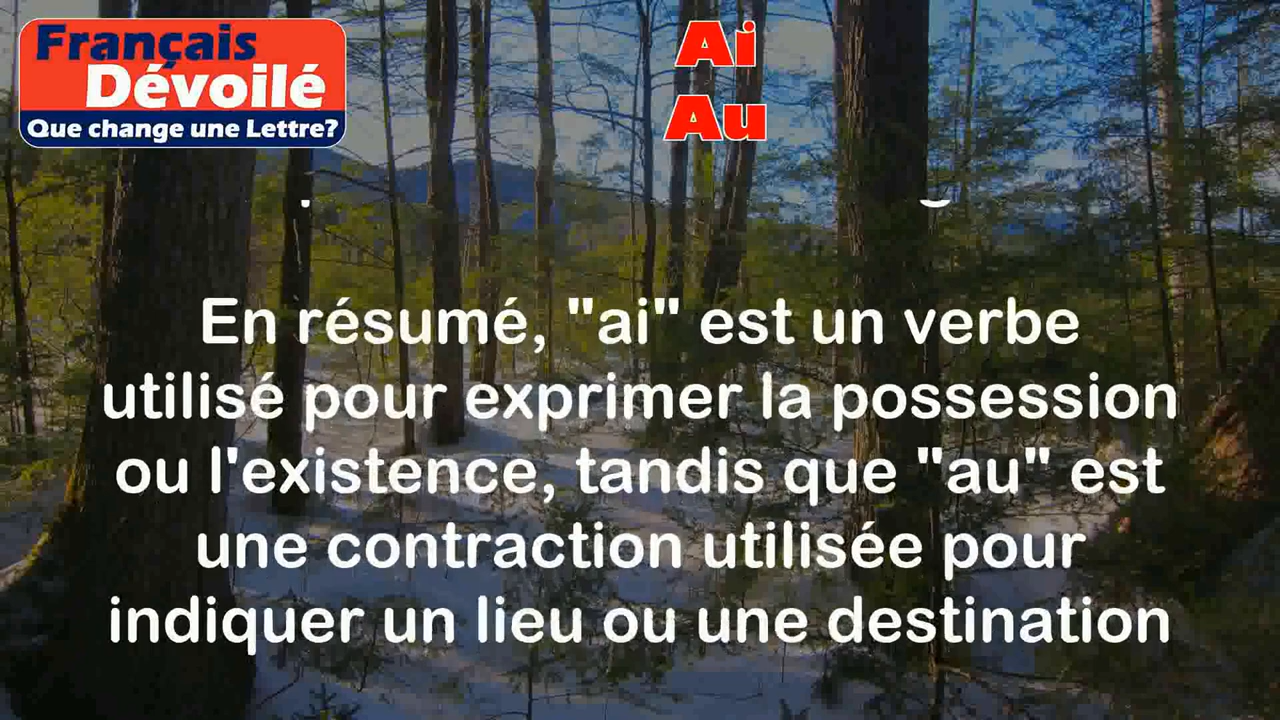 Français
Dévoilé
Que change une Lettre?
Ai
Au
En résumé, "ai" est un verbe
utilisé pour exprimer la possession
ou l'existence, tandis que "au" est
une contraction utilisée pour
indiquer un lieu ou une destination